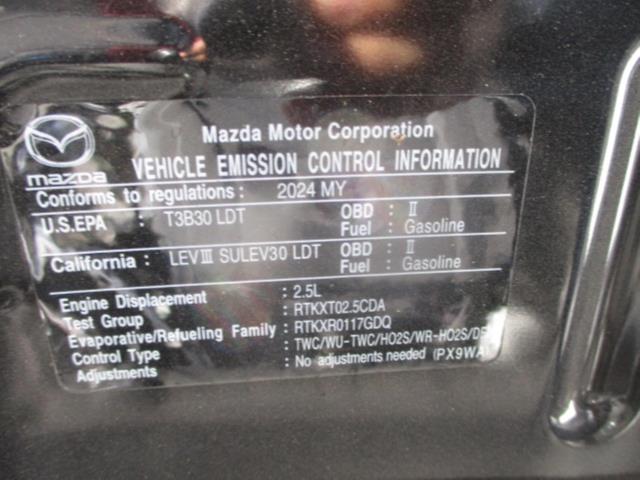 Mazda Motor Corporation
mazda
VEHICLE EMISSION CONTROL INFORMATION
Conforms to regulations : 2024 MY
U.S.EPA : T3B30 LDT OBD : II
Fuel : Gasoline
California : LEVIII SULEV30 LDT OBD : II
Fuel : Gasoline
Engine Displacement : 2.5L
Test Group : RTKXT02.5CDA
Evaporative/Refueling Family : RTKXR0117GDQ
Control Type : TWC/WU-TWC/HO2S/WR-HO2S/DFI
Adjustments : No adjustments needed (PX9WA)